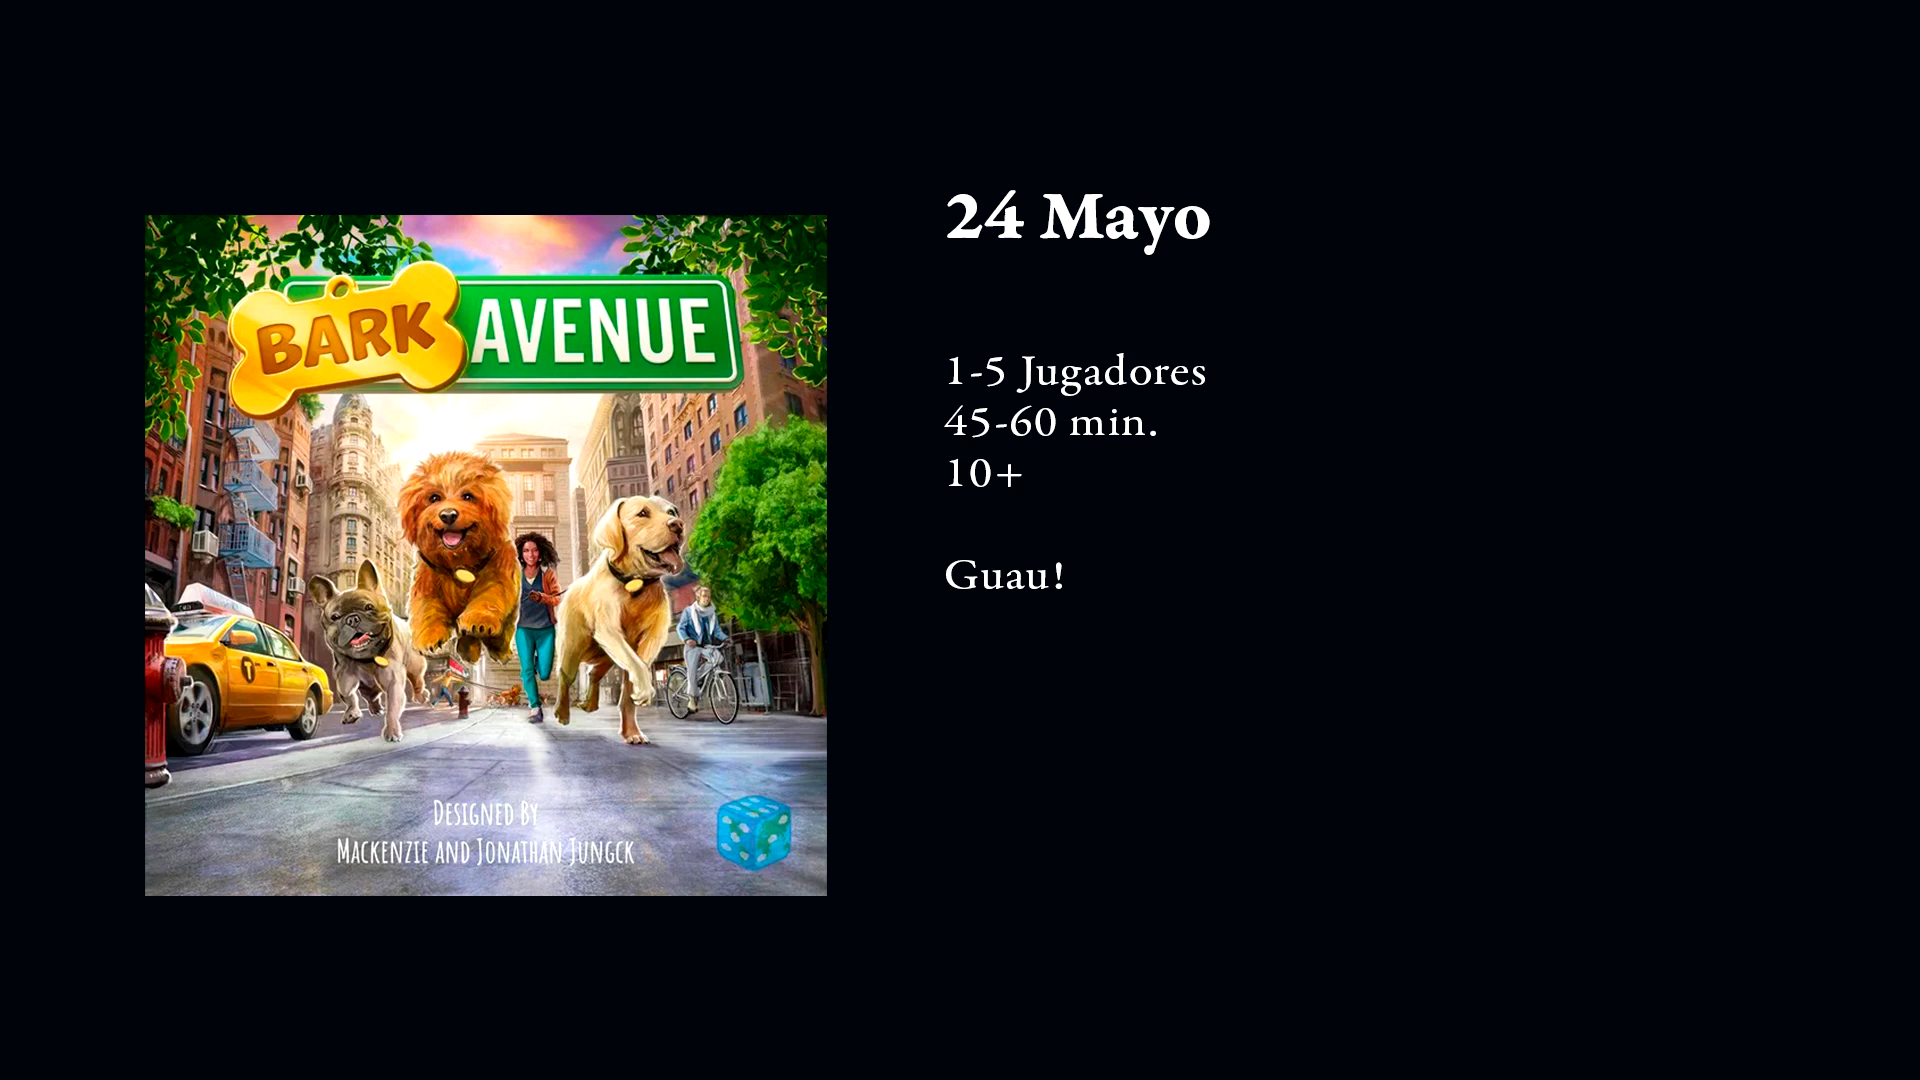 BARK AVENUE
DESIGNED BY
MACKENZIE AND JONATHAN JUNGCK
T
24 Mayo
1-5 Jugadores
45-60 min.
10+
Guau!